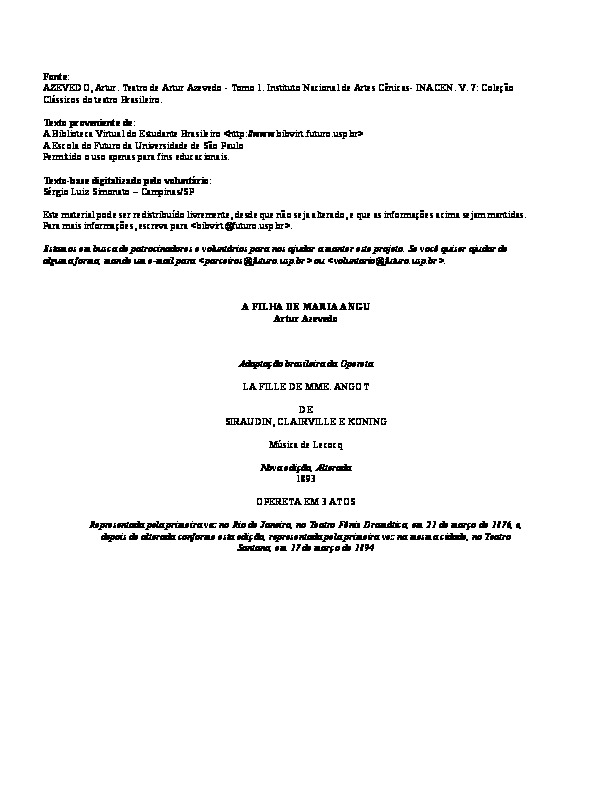 Fonte:
AZEVEDO, Artur. Teatro de Artur Azevedo - Tomo 1. Instituto Nacional de Artes Cênicas- INACEN. V. 7: Coleção
Clássicos do teatro Brasileiro.
Texto proveniente de:
A Biblioteca Virtual do Estudante Brasileiro <http://www.bibvirt.futuro.usp.br>
A Escola do Futuro da Universidade de São Paulo
Permitido o uso apenas para fins educacionais.
Texto-base digitalizado pelo voluntário:
Sérgio Luiz Simonato – Campinas/SP
Este material pode ser redistribuído livremente, desde que não seja alterado, e que as informações acima sejam mantidas.
Para mais informações, escreva para <bibvirt@futuro.usp.br>.
Estamos em busca de patrocinadores e voluntários para nos ajudar a manter este projeto. Se você quiser ajudar de
alguma forma, mande um e-mail para <parceiros@futuro.usp.br> ou <voluntario@futuro.usp.br>.
A FILHA DE MARIA ANGU
Artur Azevedo
Adaptação brasileira da Opereta
LA FILLE DE MME. ANGOT
DE
SIRAUDIN, CLAIRVILLE E KONING
Música de Lecocq
Nova edição, Alterada
1893
OPERETA EM 3 ATOS
Representada pela primeira vez no Rio de Janeiro, no Teatro Fênix Dramática, em 21 de março de 1876, e,
depois de alterada conforme esta edição, representada pela primeira vez na mesma cidade, no Teatro
Santana, em 17 de março de 1894